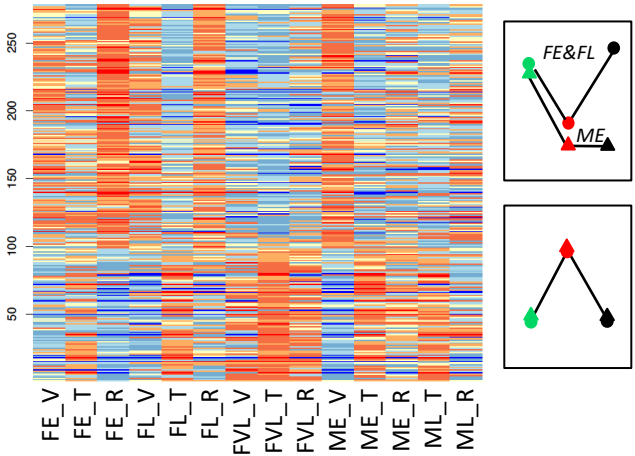 250
200
150
100
50
FE_V
FE_T
FE_R
FL_V
FL_T
FL_R
FVL_V
FVL_T
FVL_R
ME_V
ME_T
ME_R
ML_T
ML_R
FE&FL
ME